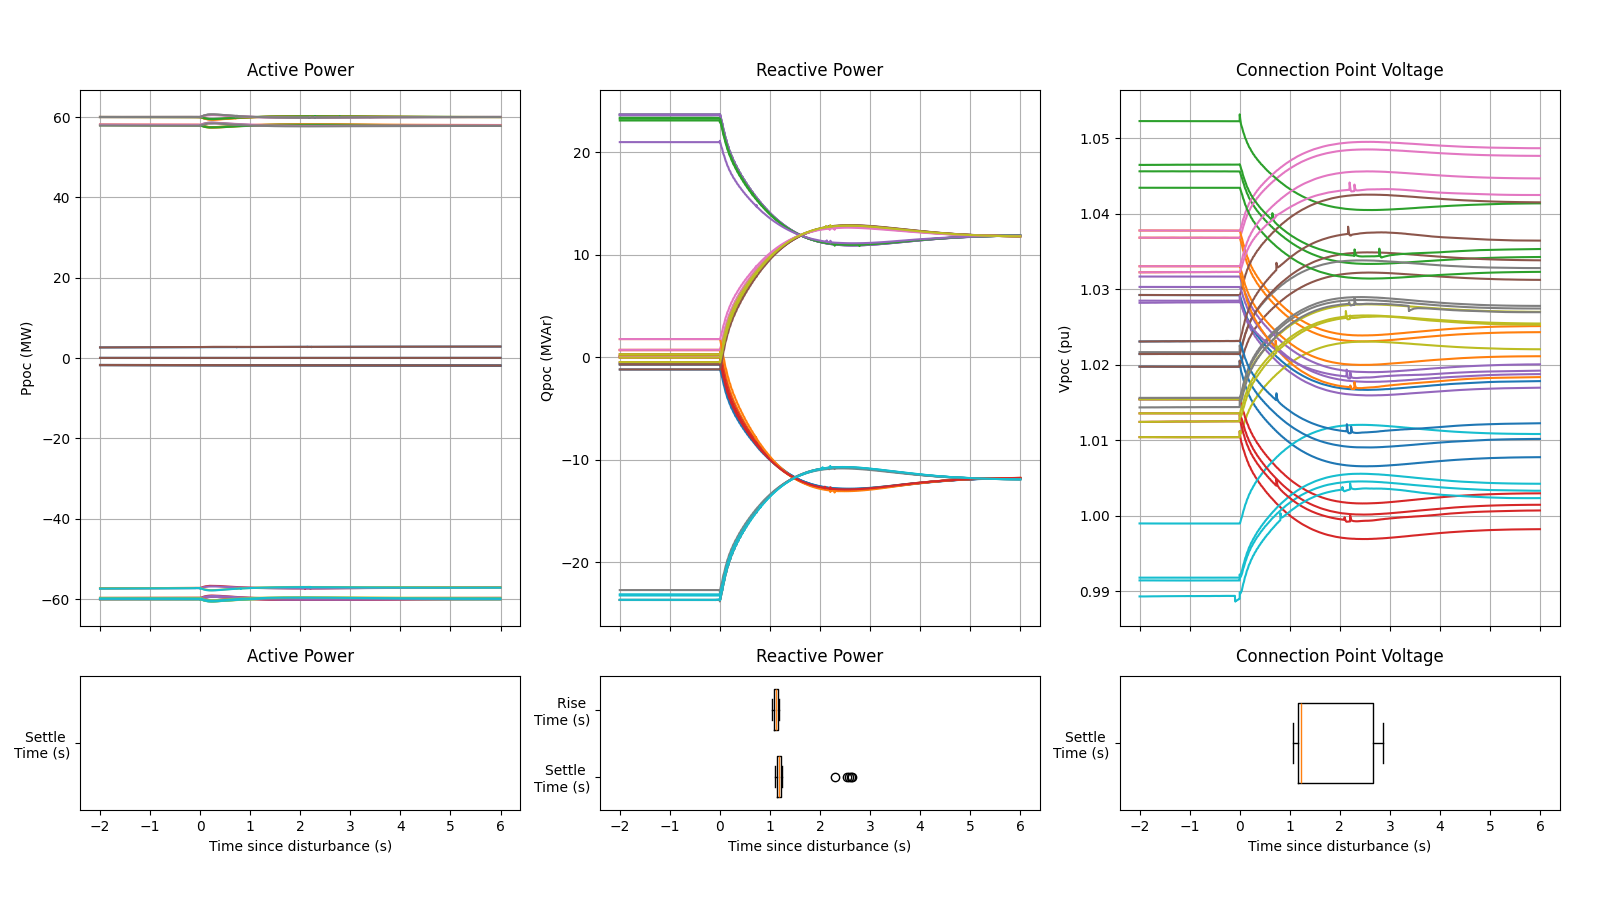 Active Power
Reactive Power
Connection Point Voltage
Ppoc (MW)
60
40
20
0
−20
−40
−60
Qpoc (MVAr)
20
10
0
−10
−20
Vpoc (pu)
1.05
1.04
1.03
1.02
1.01
1.00
0.99
Active Power
Reactive Power
Connection Point Voltage
Settle
Time (s)
Rise
Time (s)
Settle
Time (s)
Settle
Time (s)
−2 −1 0 1 2 3 4 5 6
−2 −1 0 1 2 3 4 5 6
−2 −1 0 1 2 3 4 5 6
Time since disturbance (s)
Time since disturbance (s)
Time since disturbance (s)